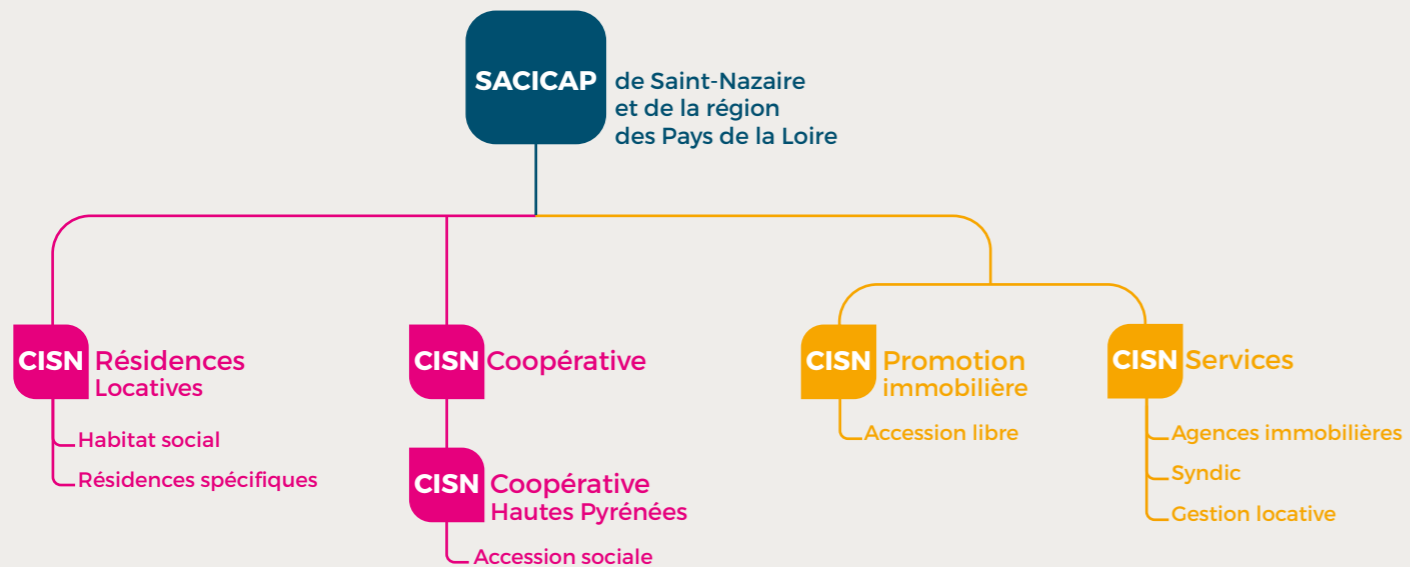 SACICAP de Saint-Nazaire
et de la région
des Pays de la Loire
CISN Résidences
Locatives
Habitat social
Résidences spécifiques
CISN Coopérative
CISN Coopérative
Hautes Pyrénées
Accession sociale
CISN Promotion
immobilière
Accession libre
CISN Services
Agences immobilières
Syndic
Gestion locative